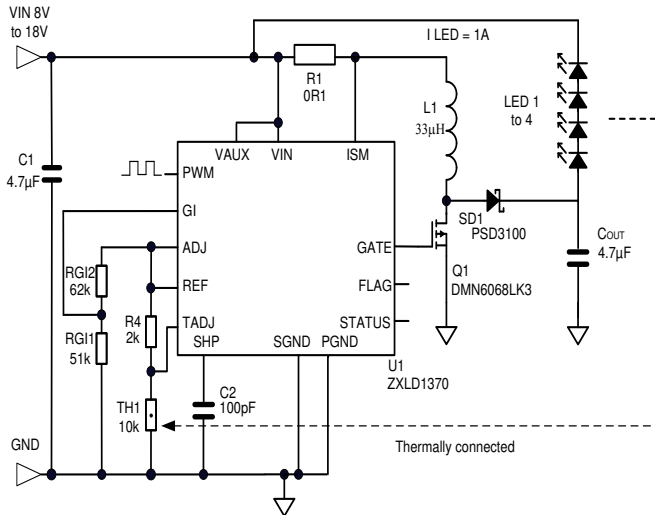 VIN 8V
to 18V
I LED = 1A
R1
0R1
L1
33µH
LED 1
to 4
C1
4.7µF
VAUX
VIN
ISM
PWM
GI
SD1
PSD3100
ADJ
GATE
COUT
4.7µF
RGI2
62k
Q1
DMN6068LK3
REF
FLAG
R4
2k
TADJ
STATUS
RGI1
51k
SHP
SGND
PGND
U1
ZXLD1370
TH1
10k
C2
100pF
GND
Thermally connected